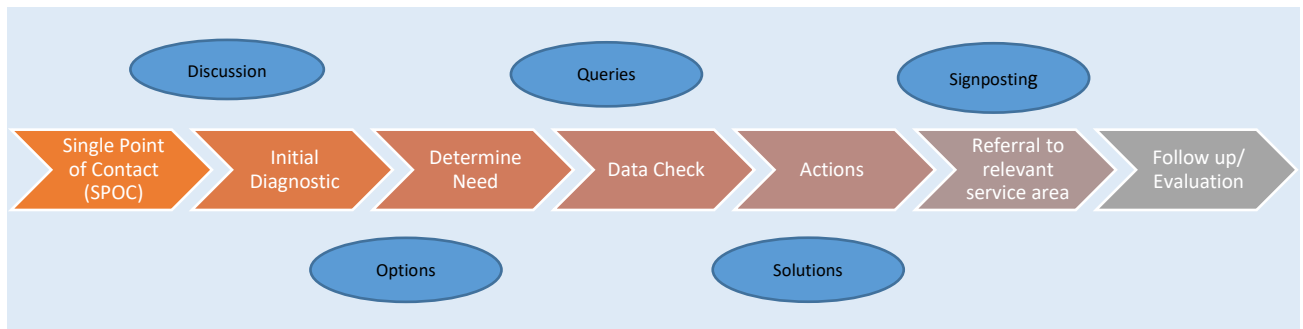 Discussion
Queries
Signposting
Single Point
of Contact
(SPOC)
Initial
Diagnostic
Determine
Need
Data Check
Actions
Referral to
relevant
service area
Follow up/
Evaluation
Options
Solutions